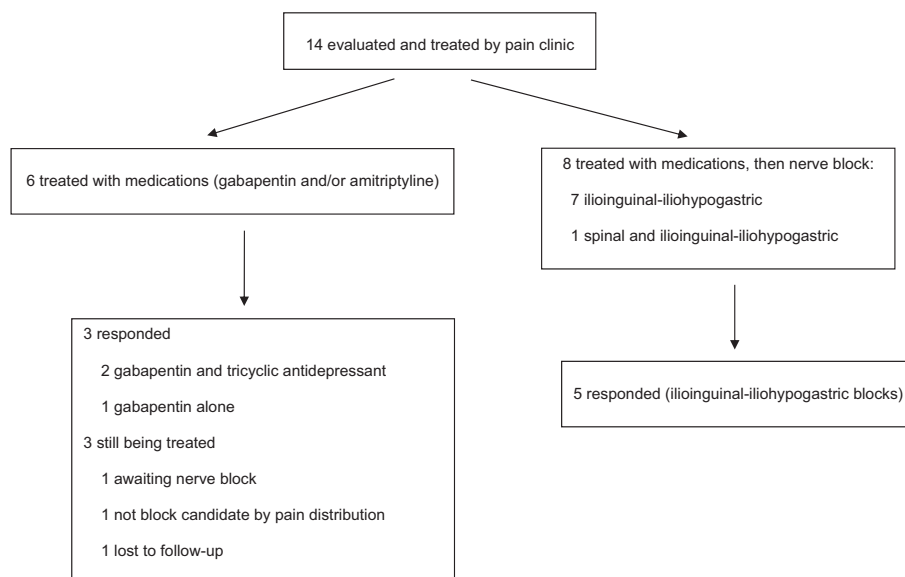 14 evaluated and treated by pain clinic
6 treated with medications (gabapentin and/or amitriptyline)
8 treated with medications, then nerve block:
7 ilioinguinal-iliohypogastric
1 spinal and ilioinguinal-iliohypogastric
3 responded
2 gabapentin and tricyclic antidepressant
1 gabapentin alone
3 still being treated
1 awaiting nerve block
1 not block candidate by pain distribution
1 lost to follow-up
5 responded (ilioinguinal-iliohypogastric blocks)